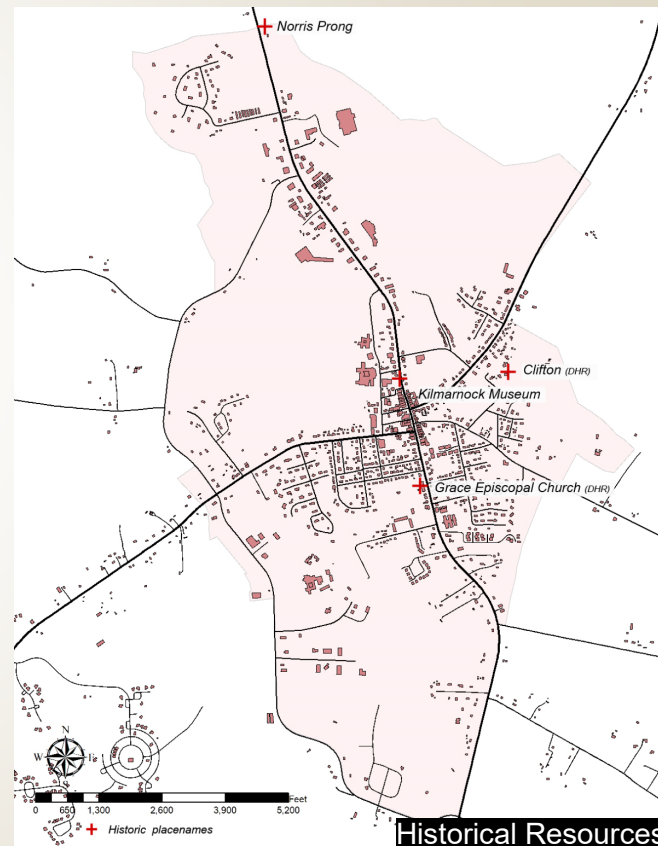 Norris Prong
Clifton (DHR)
Kilmarnock Museum
Grace Episcopal Church (DHR)
N
W E
S
Feet
0 650 1,300 2,600 3,900 5,200
Historic placenames
Historical Resources